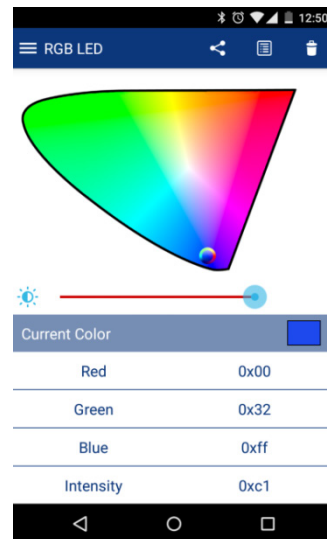 12:50
RGB LED
Current Color
Red 0x00
Green 0x32
Blue 0xff
Intensity 0xc1